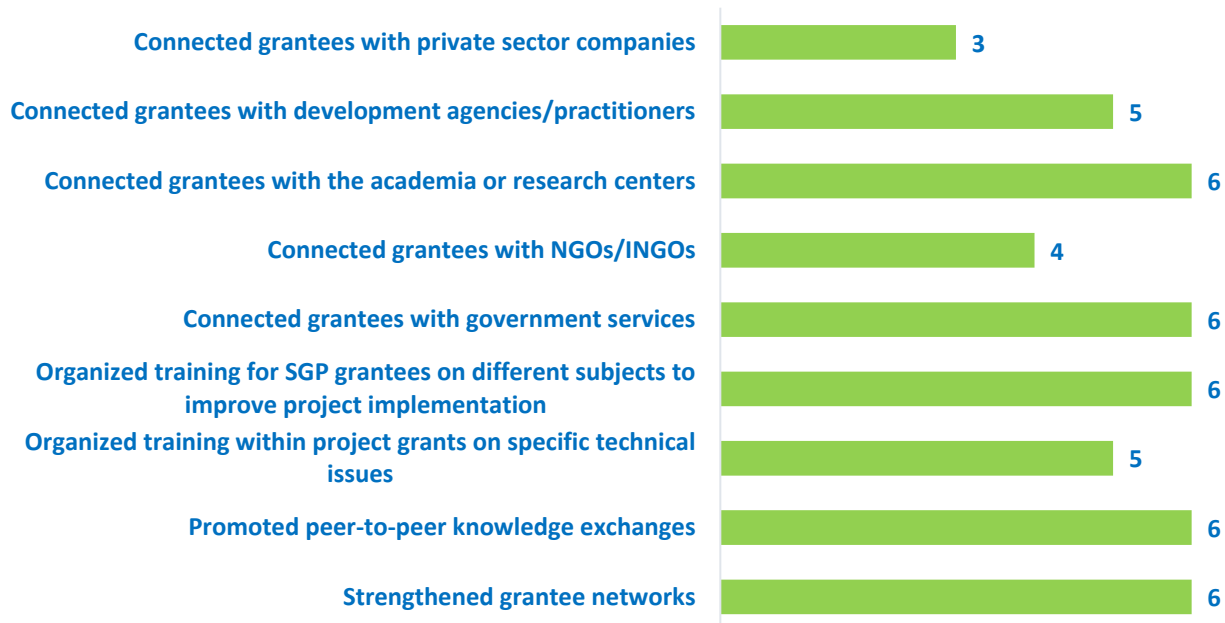 Connected grantees with private sector companies 3
Connected grantees with development agencies/practitioners 5
Connected grantees with the academia or research centers 6
Connected grantees with NGOs/INGOs 4
Connected grantees with government services 6
Organized training for SGP grantees on different subjects to
improve project implementation 6
Organized training within project grants on specific technical
issues 5
Promoted peer-to-peer knowledge exchanges 6
Strengthened grantee networks 6